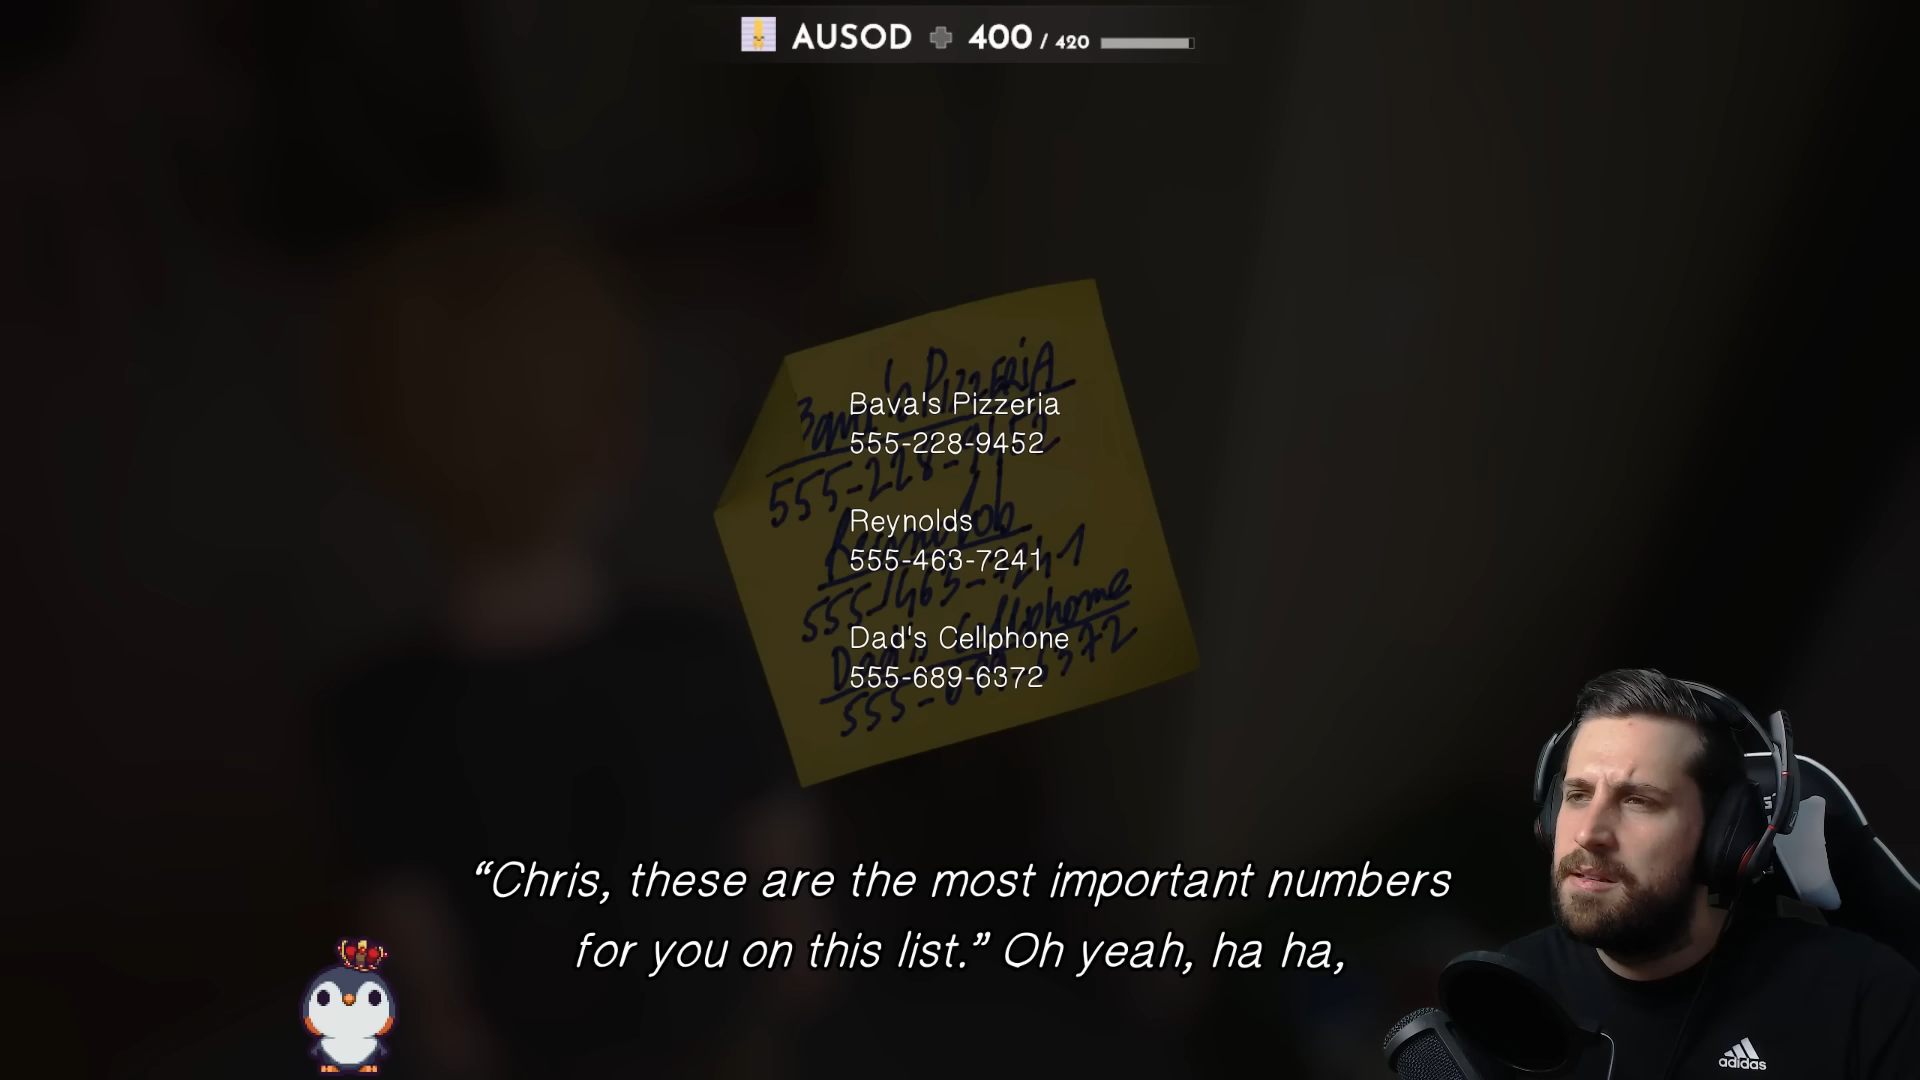 AUSOD 400 / 420
Bava's Pizzeria
555-228-9452
Reynolds
555-463-7241
Dad's Cellphone
555-689-6372
“Chris, these are the most important numbers
for you on this list.” Oh yeah, ha ha,
adidas